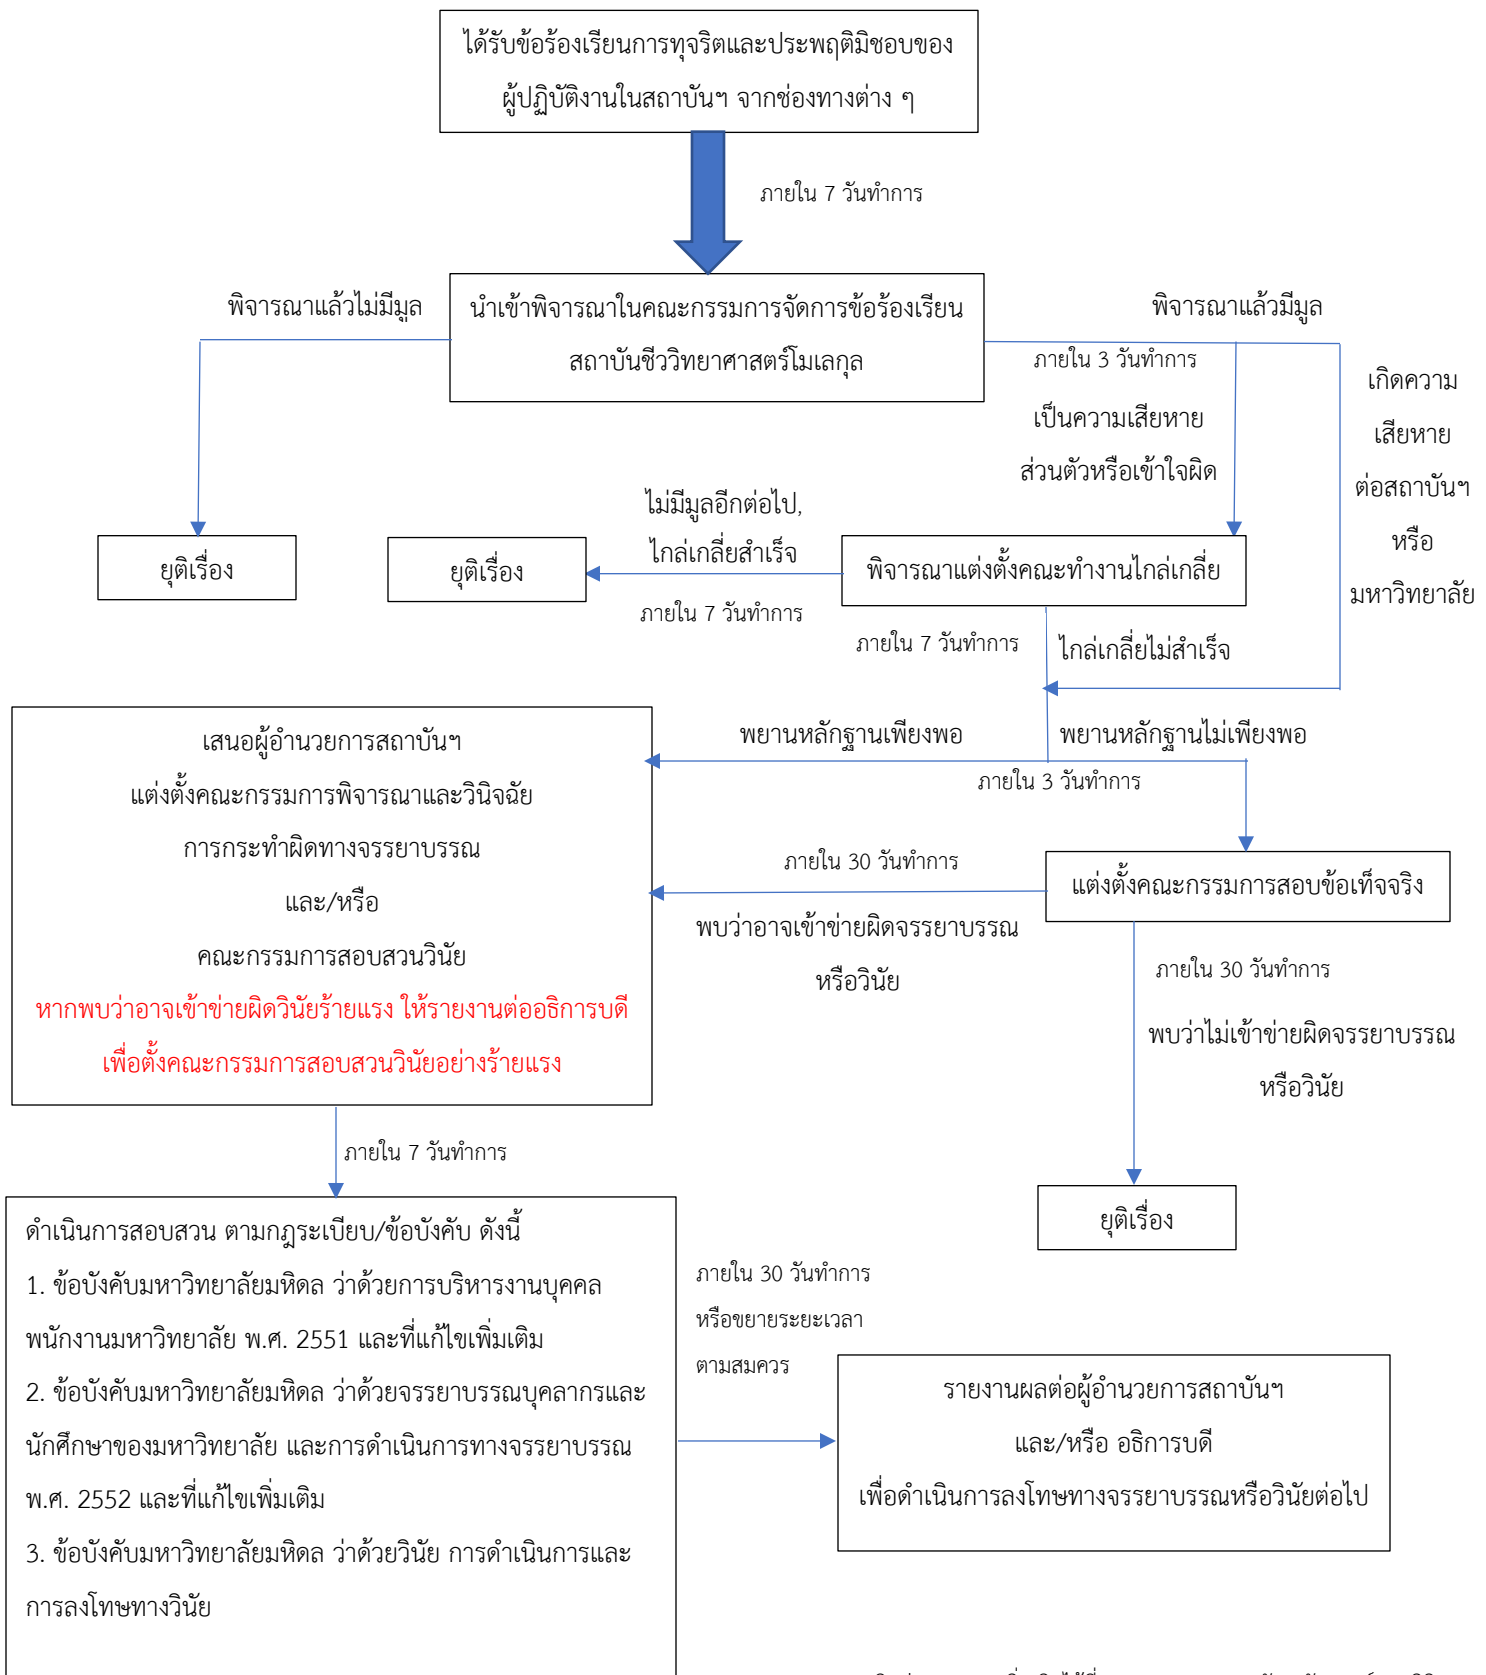 ได้รับข้อร้องเรียนการทุจริตและประพฤติมิชอบของ
ผู้ปฏิบัติงานในสถาบันฯ จากช่องทางต่าง ๆ
ภายใน 7 วันทำการ
พิจารณาแล้วไม่มีมูล
นำเข้าพิจารณาในคณะกรรมการจัดการข้อร้องเรียน
สถาบันชีววิทยาศาสตร์โมเลกุล
พิจารณาแล้วมีมูล
ภายใน 3 วันทำการ
เป็นความเสียหาย
ส่วนตัวหรือเข้าใจผิด
เกิดความ
เสียหาย
ต่อสถาบันฯ
หรือ
มหาวิทยาลัย
ยุติเรื่อง
ยุติเรื่อง
ไม่มีมูลอีกต่อไป,
ไกล่เกลี่ยสำเร็จ
ภายใน 7 วันทำการ
พิจารณาแต่งตั้งคณะทำงานไกล่เกลี่ย
ภายใน 7 วันทำการ
ไกล่เกลี่ยไม่สำเร็จ
พยานหลักฐานเพียงพอ
พยานหลักฐานไม่เพียงพอ
ภายใน 3 วันทำการ
เสนอผู้อำนวยการสถาบันฯ
แต่งตั้งคณะกรรมการพิจารณาและวินิจฉัย
การกระทำผิดทางจรรยาบรรณ
และ/หรือ
คณะกรรมการสอบสวนวินัย
หากพบว่าอาจเข้าข่ายผิดวินัยร้ายแรง ให้รายงานต่ออธิการบดี
เพื่อตั้งคณะกรรมการสอบสวนวินัยอย่างร้ายแรง
ภายใน 30 วันทำการ
พบว่าอาจเข้าข่ายผิดจรรยาบรรณ
หรือวินัย
แต่งตั้งคณะกรรมการสอบข้อเท็จจริง
ภายใน 30 วันทำการ
พบว่าไม่เข้าข่ายผิดจรรยาบรรณ
หรือวินัย
ยุติเรื่อง
ภายใน 7 วันทำการ
ดำเนินการสอบสวน ตามกฎระเบียบ/ข้อบังคับ ดังนี้
1. ข้อบังคับมหาวิทยาลัยมหิดล ว่าด้วยการบริหารงานบุคคล
พนักงานมหาวิทยาลัย พ.ศ. 2551 และที่แก้ไขเพิ่มเติม
2. ข้อบังคับมหาวิทยาลัยมหิดล ว่าด้วยจรรยาบรรณบุคลากรและ
นักศึกษาของมหาวิทยาลัย และการดำเนินการทางจรรยาบรรณ
พ.ศ. 2552 และที่แก้ไขเพิ่มเติม
3. ข้อบังคับมหาวิทยาลัยมหิดล ว่าด้วยวินัย การดำเนินการและ
การลงโทษทางวินัย
ภายใน 30 วันทำการ
หรือขยายระยะเวลา
ตามสมควร
รายงานผลต่อผู้อำนวยการสถาบันฯ
และ/หรือ อธิการบดี
เพื่อดำเนินการลงโทษทางจรรยาบรรณหรือวินัยต่อไป